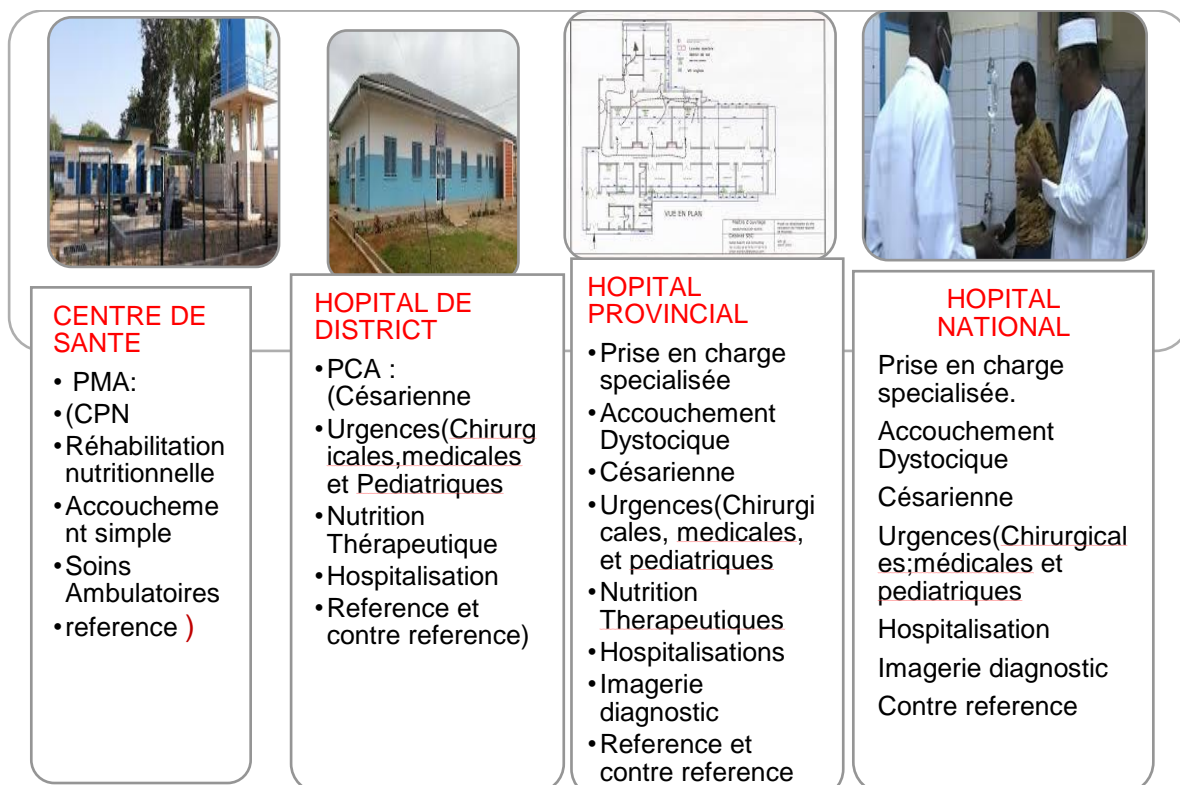 VUE EN PLAN
CENTRE DE
SANTE
• PMA:
•(CPN
•Réhabilitation
nutritionnelle
•Accoucheme
nt simple
•Soins
Ambulatoires
•reference )
HOPITAL DE
DISTRICT
•PCA :
(Césarienne
•Urgences(Chirurg
icales,medicales
et Pediatriques
•Nutrition
Thérapeutique
•Hospitalisation
•Reference et
contre reference)
HOPITAL
PROVINCIAL
•Prise en charge
specialisée
•Accouchement
Dystocique
•Césarienne
•Urgences(Chirurgi
cales, medicales,
et pediatriques
•Nutrition
Therapeutiques
•Hospitalisations
•Imagerie
diagnostic
•Reference et
contre reference
HOPITAL
NATIONAL
Prise en charge
specialisée.
Accouchement
Dystocique
Césarienne
Urgences(Chirurgical
es;médicales et
pediatriques
Hospitalisation
Imagerie diagnostic
Contre reference